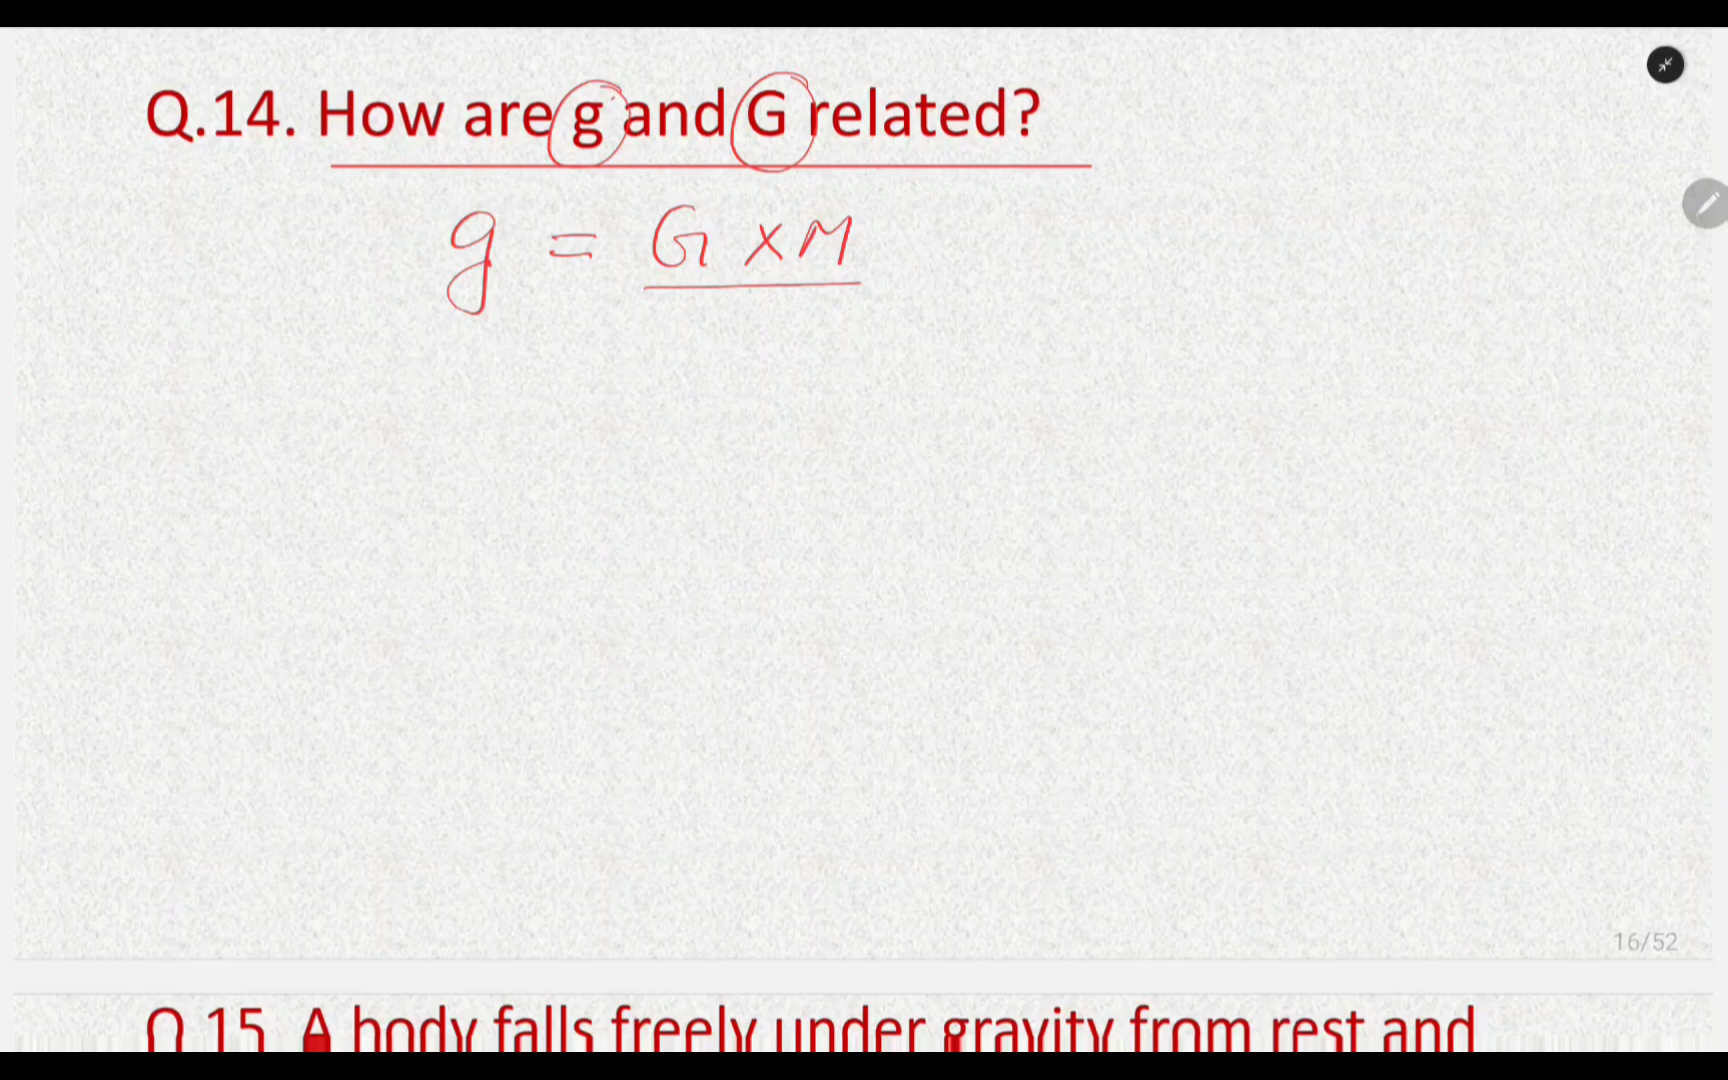 Q.14. How are g and G related?
g = G × M
16/52
Q.15. A body falls freely under gravity from rest and